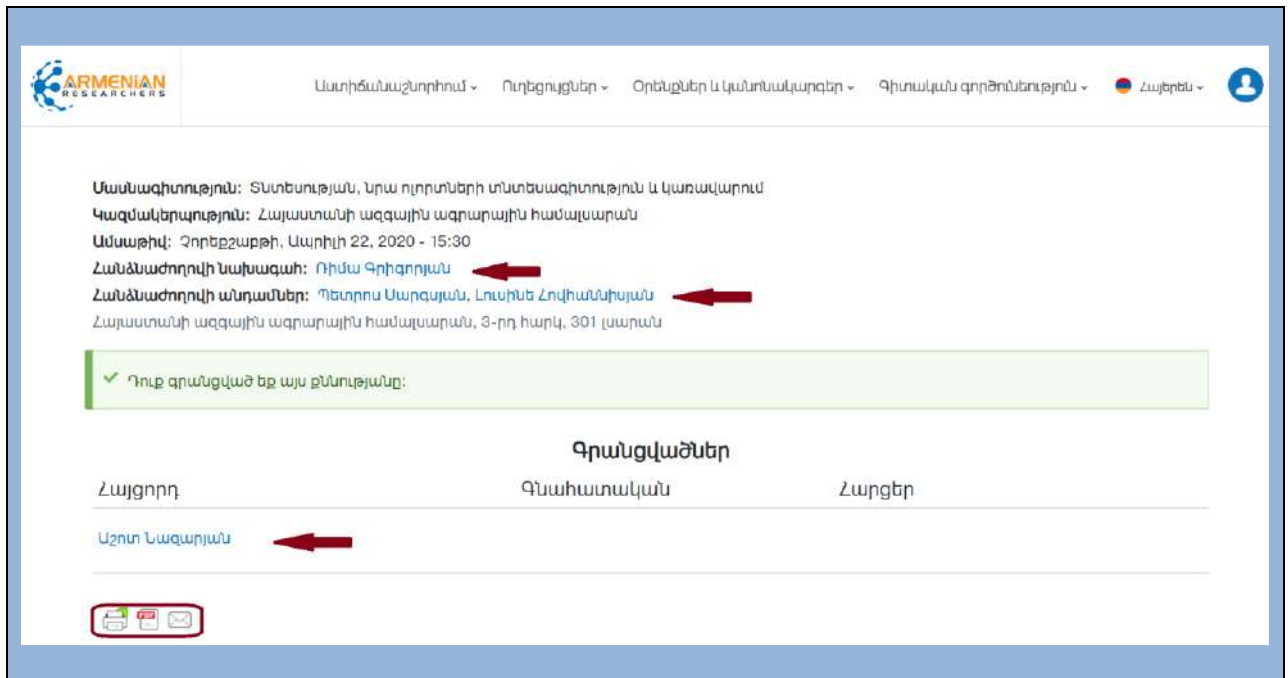 ARMENIAN
RESEARCHERS
Աստիճանաշնորհում Ուղեցույցներ Օրենքներ և կանոնակարգեր Գիտական գործունեություն Հայերեն
Մասնագիտություն: Տնտեսության, նրա ոլորտների տնտեսագիտություն և կառավարում
Կազմակերպություն: Հայաստանի ազգային ագրարային համալսարան
Ամսաթիվ: Չորեքշաբթի, Ապրիլի 22, 2020 - 15:30
Հանձնաժողովի նախագահ: Ռիմա Գրիգորյան
Հանձնաժողովի անդամներ: Պետրոս Սարգսյան, Լուսինե Հովհաննիսյան
Հայաստանի ազգային ագրարային համալսարան, 3-րդ հարկ, 301 լսարան
Դուք գրանցված եք այս քննությանը:
Գրանցվածներ
Հայցորդ Գնահատական Հարցեր
Աշոտ Նազարյան
PDF